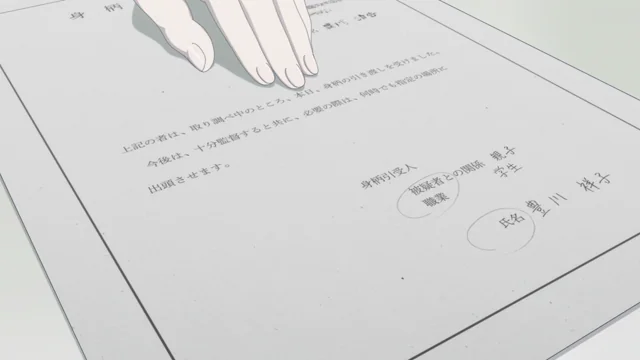 身柄
豊川 清告
上記の者は、取り調べ中のところ、本日、身柄の引き渡しを受けました。
今後は、十分監督すると共に、必要の際は、何時でも指定の場所に
出頭させます。
身柄引受人
被疑者との関係 親子
職業 学生
氏名 豊川 祥子